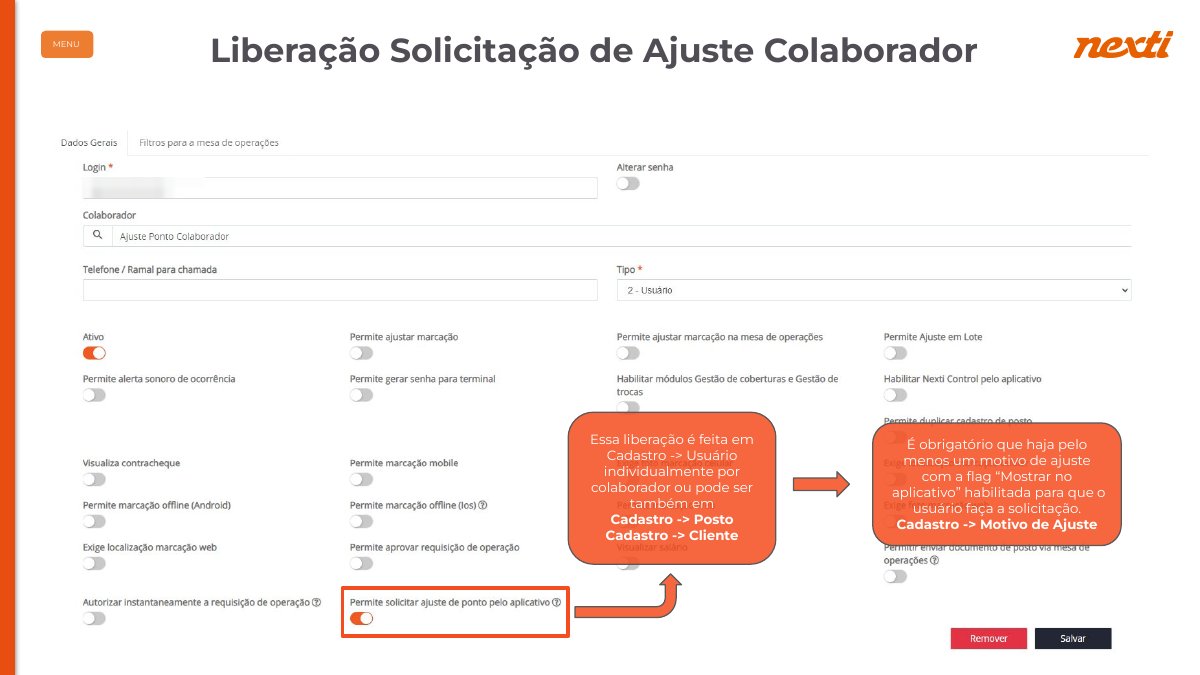 MENU
Liberação Solicitação de Ajuste Colaborador
nexti
Dados Gerais
Filtros para a mesa de operações
Login *
Alterar senha
Colaborador
Ajuste Ponto Colaborador
Telefone / Ramal para chamada
Tipo *
2 - Usuário
Ativo
Permite ajustar marcação
Permite ajustar marcação na mesa de operações
Permite Ajuste em Lote
Permite alerta sonoro de ocorrência
Permite gerar senha para terminal
Habilitar módulos Gestão de coberturas e Gestão de
trocas
Habilitar Nexti Control pelo aplicativo
Permite duplicar cadastro de posto
Essa liberação é feita em
Cadastro -> Usuário
individualmente por
colaborador ou pode ser
também em
Cadastro -> Posto
Cadastro -> Cliente
É obrigatório que haja pelo
menos um motivo de ajuste
com a flag “Mostrar no
aplicativo” habilitada para que o
usuário faça a solicitação.
Cadastro -> Motivo de Ajuste
Visualiza contracheque
Permite marcação mobile
Permite marcação offline (Android)
Permite marcação offline (Ios)
Exige localização marcação web
Permite aprovar requisição de operação
Visualizar salário
Permitir enviar documento de posto via mesa de
operações
Autorizar instantaneamente a requisição de operação
Permite solicitar ajuste de ponto pelo aplicativo
Remover
Salvar